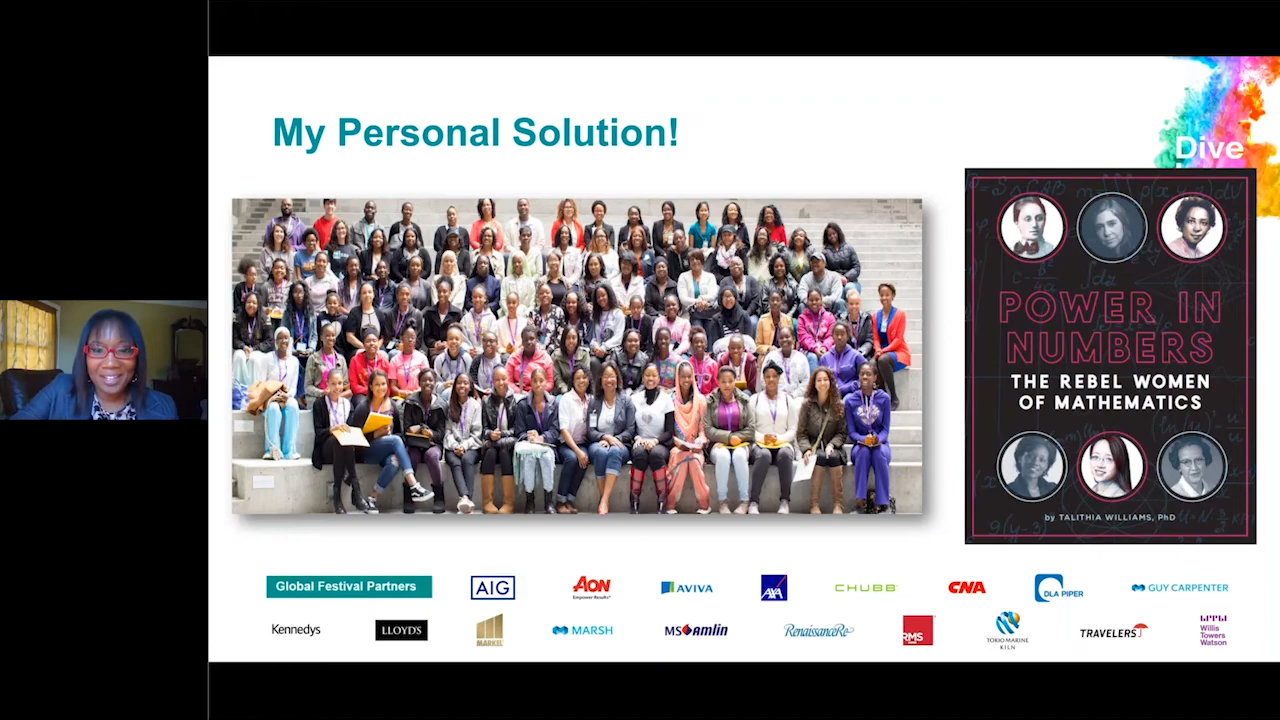 My Personal Solution!
Dive
POWER IN
NUMBERS
THE REBEL WOMEN
OF MATHEMATICS
by TALITHIA WILLIAMS, PhD
Global Festival Partners
AIG
AON
Empower Results®
AVIVA
AXA
CHUBB
CNA
DLA PIPER
GUY CARPENTER
Kennedys
LLOYD'S
MARKEL
MARSH
MS Amlin
RenaissanceRe
RMS
TOKIO MARINE
KILN
TRAVELERS
Willis
Towers
Watson